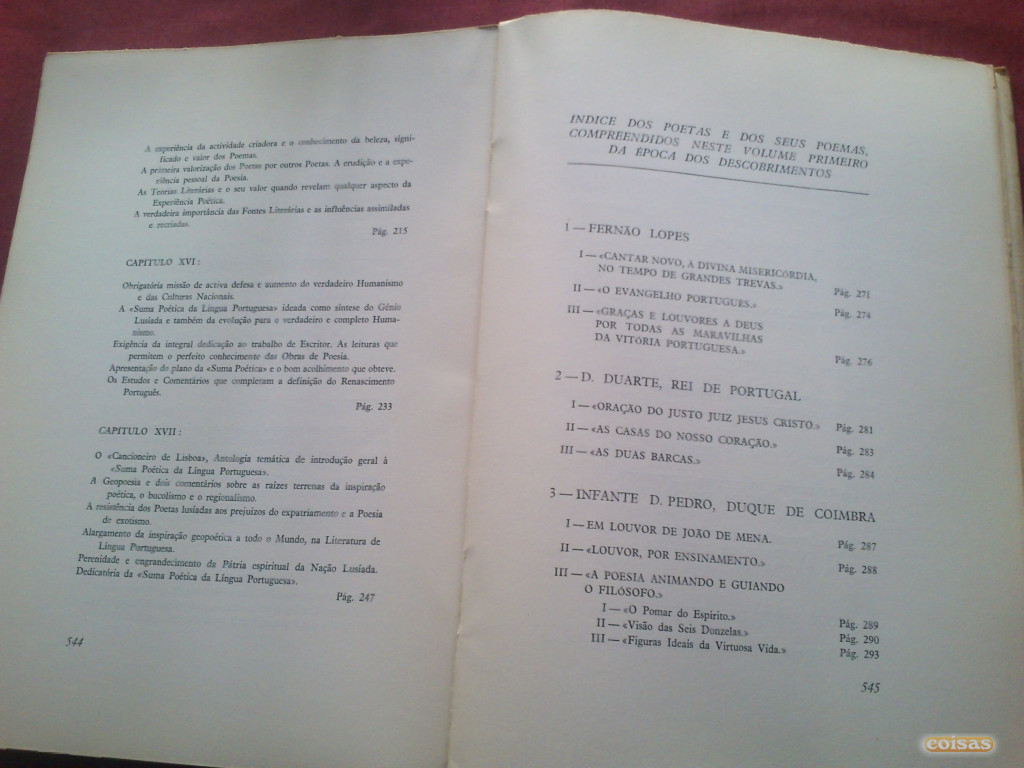 A experiência da actividade criadora e o conhecimento da beleza, signi-
ficado e valor dos Poemas.
A primeira valorização dos Poetas por outros Poetas. A erudição e a expe-
riência pessoal da Poesia.
As Teorias Literárias e o seu valor quando revelam qualquer aspecto da
Experiência Poética.
A verdadeira importância das Fontes Literárias e as influências assimiladas
e recriadas.
Pág. 215
CAPITULO XVI:
Obrigatória missão de activa defesa e aumento do verdadeiro Humanismo
e das Culturas Nacionais.
A «Suma Poética da Língua Portuguesa» ideada como síntese do Génio
Lusíada e também da evolução para o verdadeiro e completo Huma-
nismo.
Exigência da integral dedicação ao trabalho de Escritor. As leituras que
permitem o perfeito conhecimento das Obras de Poesia.
Apresentação do plano da «Suma Poética» e o bom acolhimento que obteve.
Os Estudos e Comentários que completam a definição do Renascimento
Português.
Pág. 233
CAPITULO XVII:
O «Cancioneiro de Lisboa», Antologia temática de introdução geral à
«Suma Poética da Língua Portuguesa».
A Geopoesia e dois comentários sobre as raízes terrenas da inspiração
poética, o bucolismo e o regionalismo.
A resistência dos Poetas lusíadas aos prejuízos do expatriamento e a Poesia
de exotismo.
Alargamento da inspiração geopoética a todo o Mundo, na Literatura de
Língua Portuguesa.
Perenidade e engrandecimento da Pátria espiritual da Nação Lusíada.
Dedicatória da «Suma Poética da Língua Portuguesa».
Pág. 247
544
INDICE DOS POETAS E DOS SEUS POEMAS,
COMPREENDIDOS NESTE VOLUME PRIMEIRO
DA ÉPOCA DOS DESCOBRIMENTOS
1 — FERNÃO LOPES
I — «CANTAR NOVO, A DIVINA MISERICÓRDIA,
NO TEMPO DE GRANDES TREVAS.» Pág. 271
II — «O EVANGELHO PORTUGUES.» Pág. 274
III — «GRAÇAS E LOUVORES A DEUS
POR TODAS AS MARAVILHAS
DA VITÓRIA PORTUGUESA.» Pág. 276
2 — D. DUARTE, REI DE PORTUGAL
I — «ORAÇÃO DO JUSTO JUIZ JESUS CRISTO.» Pág. 281
II — «AS CASAS DO NOSSO CORAÇÃO.» Pág. 283
III — «AS DUAS BARCAS.» Pág. 284
3 — INFANTE D. PEDRO, DUQUE DE COIMBRA
I — EM LOUVOR DE JOÃO DE MENA. Pág. 287
II — «LOUVOR, POR ENSINAMENTO.» Pág. 288
III — «A POESIA ANIMANDO E GUIANDO
O FILÓSOFO.»
I — «O Pomar do Espírito.» Pág. 289
II — «Visão das Seis Donzelas.» Pág. 290
III — «Figuras Ideais da Virtuosa Vida.» Pág. 293
545
coisas